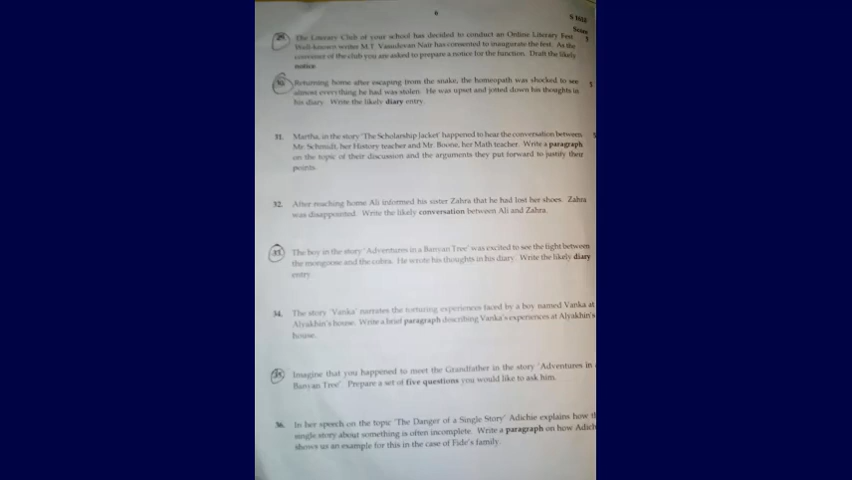 6
S 1010
Score
29. The Literary Club of your school has decided to conduct an Online Literary Fest. 5
Well-known writer M.T. Vasudevan Nair has consented to inaugurate the fest. As the
convenor of the club you are asked to prepare a notice for the function. Draft the likely
notice.
30. Returning home after escaping from the snake, the homeopath was shocked to see 5
almost everything he had was stolen. He was upset and jotted down his thoughts in
his diary. Write the likely diary entry.
31. Martha, in the story 'The Scholarship Jacket' happened to hear the conversation between
Mr. Schmidt, her History teacher and Mr. Boone, her Math teacher. Write a paragraph
on the topic of their discussion and the arguments they put forward to justify their
points.
32. After reaching home Ali informed his sister Zahra that he had lost her shoes. Zahra
was disappointed. Write the likely conversation between Ali and Zahra.
33. The boy in the story 'Adventures in a Banyan Tree' was excited to see the fight between
the mongoose and the cobra. He wrote his thoughts in his diary. Write the likely diary
entry.
34. The story 'Vanka' narrates the torturing experiences faced by a boy named Vanka at
Alyakhin's house. Write a brief paragraph describing Vanka's experiences at Alyakhin's
house.
35. Imagine that you happened to meet the Grandfather in the story 'Adventures in a
Banyan Tree'. Prepare a set of five questions you would like to ask him.
36. In her speech on the topic 'The Danger of a Single Story' Adichie explains how th
single story about something is often incomplete. Write a paragraph on how Adich
shows us an example for this in the case of Fide's family.